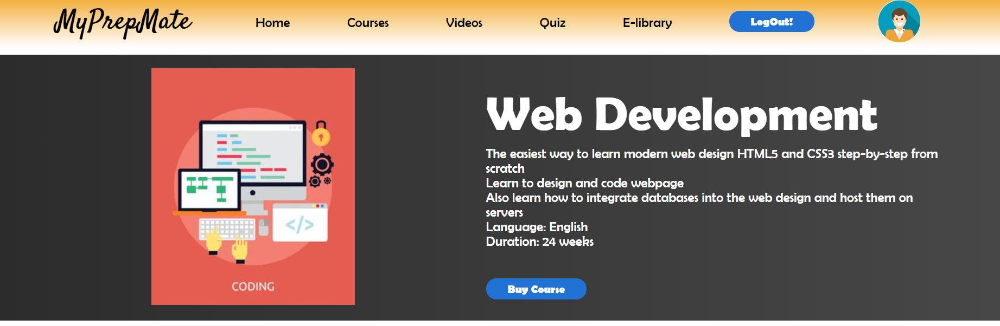 MyPrepMate
Home
Courses
Videos
Quiz
E-library
LogOut!
Web Development
The easiest way to learn modern web design HTML5 and CSS3 step-by-step from
scratch
Learn to design and code webpage
Also learn how to integrate databases into the web design and host them on
servers
Language: English
Duration: 24 weeks
Buy Course
</>
CODING